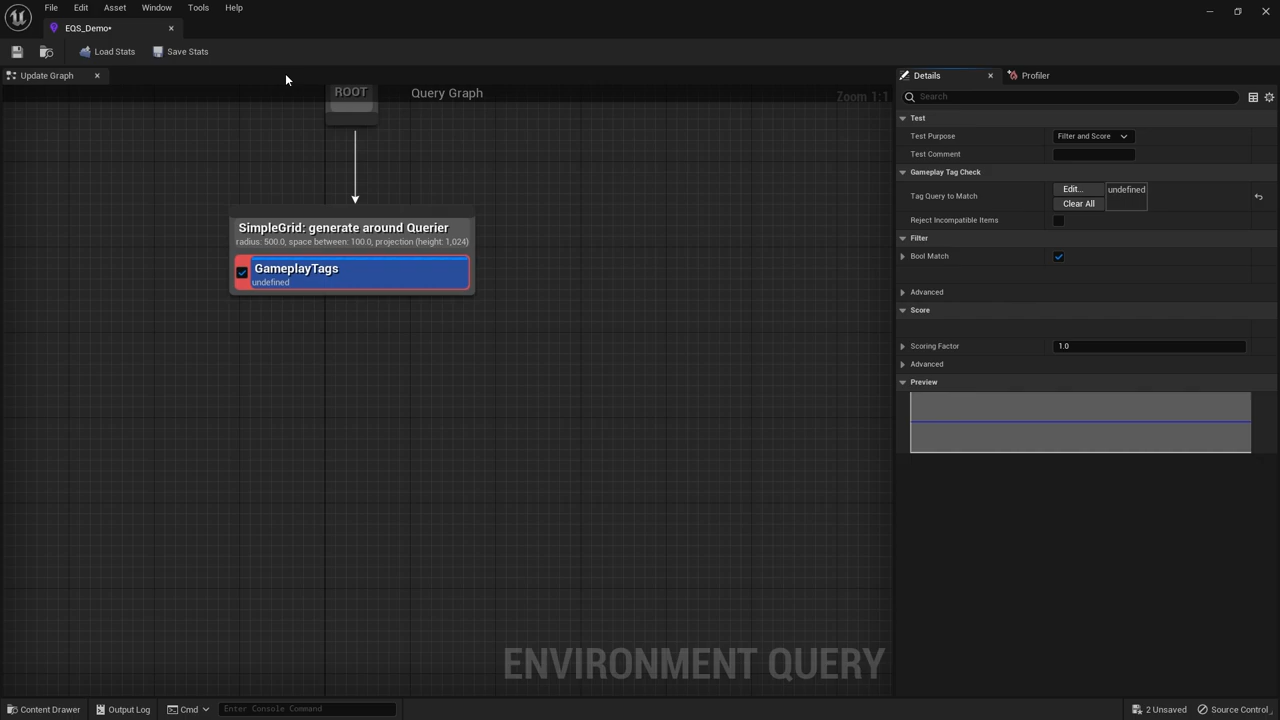 File Edit Asset Window Tools Help
EQS_Demo*
Load Stats Save Stats
Update Graph
Details Profiler
ROOT
Query Graph
Zoom 1:1
Search
Test
Test Purpose Filter and Score
Test Comment
Gameplay Tag Check
Tag Query to Match Edit... undefined
Clear All
Reject Incompatible Items
Filter
Bool Match
Advanced
Score
Scoring Factor 1.0
Advanced
Preview
SimpleGrid: generate around Querier
radius: 500.0, space between: 100.0, projection (height: 1,024)
GameplayTags
undefined
ENVIRONMENT QUERY
Content Drawer Output Log Cmd Enter Console Command 2 Unsaved Source Control